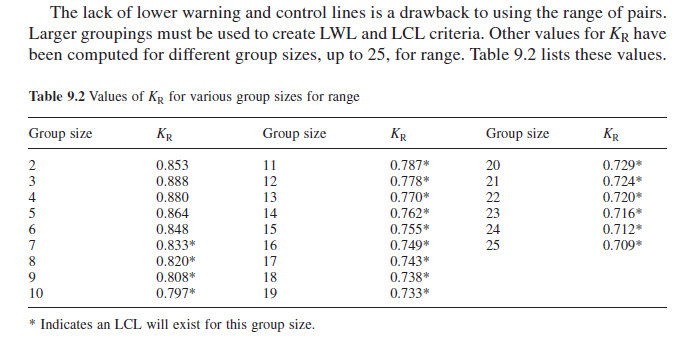 The lack of lower warning and control lines is a drawback to using the range of pairs.
Larger groupings must be used to create LWL and LCL criteria. Other values for KR have
been computed for different group sizes, up to 25, for range. Table 9.2 lists these values.
Table 9.2 Values of KR for various group sizes for range
Group size KR Group size KR Group size KR
2 0.853 11 0.787* 20 0.729*
3 0.888 12 0.778* 21 0.724*
4 0.880 13 0.770* 22 0.720*
5 0.864 14 0.762* 23 0.716*
6 0.848 15 0.755* 24 0.712*
7 0.833* 16 0.749* 25 0.709*
8 0.820* 17 0.743*
9 0.808* 18 0.738*
10 0.797* 19 0.733*
* Indicates an LCL will exist for this group size.